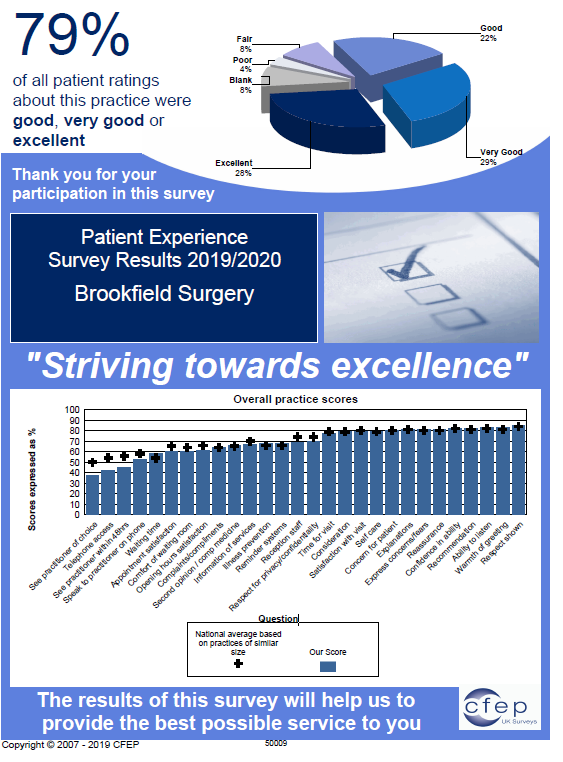 79%
of all patient ratings
about this practice were
good, very good or
excellent
Good
22%
Fair
8%
Poor
4%
Blank
8%
Very Good
29%
Excellent
28%
Thank you for your
participation in this survey
Patient Experience
Survey Results 2019/2020
Brookfield Surgery
"Striving towards excellence"
Overall practice scores
Scores expressed as %
100
90
80
70
60
50
40
30
20
10
0
See practitioner of choice
Telephone access
See practitioner within 48hrs
Speak to practitioner on phone
Waiting time
Appointment satisfaction
Comfort of waiting room
Opening hours satisfaction
Complaints/compliments
Second opinion / comp medicine
Information of services
Illness prevention
Reminder systems
Reception staff
Respect for privacy/confidentiality
Time for visit
Consideration
Satisfaction with visit
Self care
Concern for patient
Explanations
Express concerns/fears
Reassurance
Confidence in ability
Recommendation
Ability to listen
Warmth of greeting
Respect shown
Question
National average based
on practices of similar
size
Our Score
The results of this survey will help us to
provide the best possible service to you
cfep
UK Surveys
Copyright © 2007 - 2019 CFEP
50009